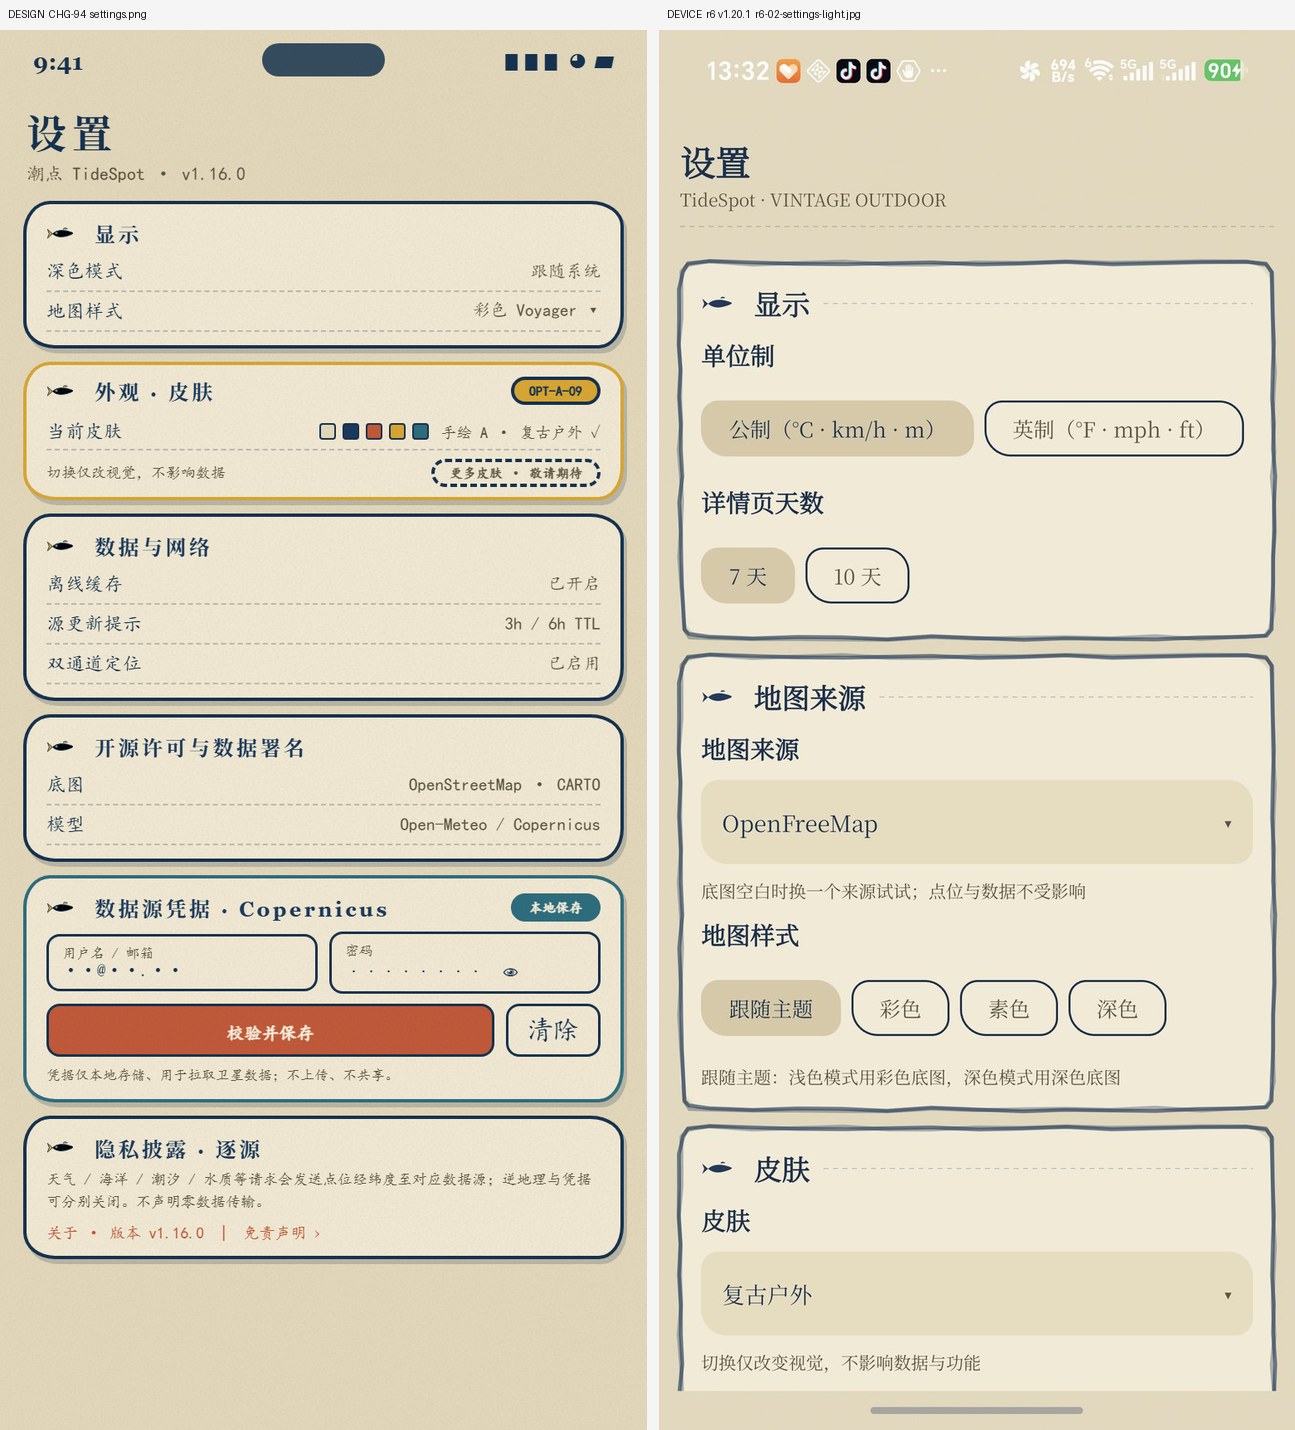 DESIGN CHG-94 settings.png
9:41
设置
潮点 TideSpot • v1.16.0
显示
深色模式 跟随系统
地图样式 彩色 Voyager ▾
外观 · 皮肤 OPT-A-09
当前皮肤 手绘 A • 复古户外 ✓
切换仅改视觉，不影响数据 更多皮肤 • 敬请期待
数据与网络
离线缓存 已开启
源更新提示 3h / 6h TTL
双通道定位 已启用
开源许可与数据署名
底图 OpenStreetMap • CARTO
模型 Open-Meteo / Copernicus
数据源凭据 · Copernicus 本地保存
用户名 / 邮箱 密码
••@••.•• ········
校验并保存 清除
凭据仅本地存储、用于拉取卫星数据；不上传、不共享。
隐私披露 · 逐源
天气 / 海洋 / 潮汐 / 水质等请求会发送点位经纬度至对应数据源；逆地理与凭据
可分别关闭。不声明零数据传输。
关于 • 版本 v1.16.0 | 免责声明 ›
DEVICE r6 v1.20.1 r6-02-settings-light.jpg
13:32 ··· 694 B/s 6 5G 5G 90
设置
TideSpot · VINTAGE OUTDOOR
显示
单位制
公制（°C · km/h · m） 英制（°F · mph · ft）
详情页天数
7 天 10 天
地图来源
地图来源
OpenFreeMap ▾
底图空白时换一个来源试试；点位与数据不受影响
地图样式
跟随主题 彩色 素色 深色
跟随主题：浅色模式用彩色底图，深色模式用深色底图
皮肤
皮肤
复古户外 ▾
切换仅改变视觉，不影响数据与功能